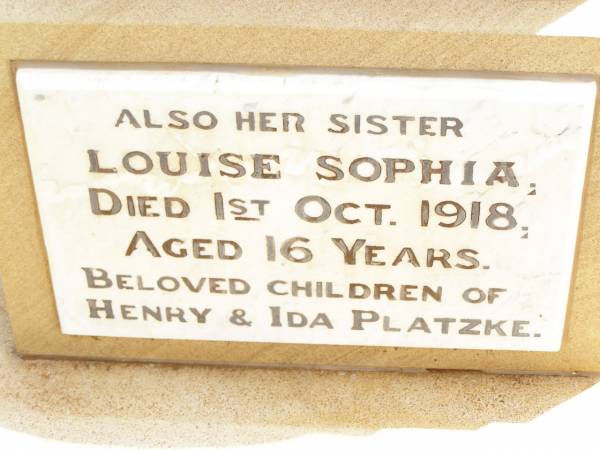 ALSO HER SISTER
LOUISE SOPHIA,
DIED 1ST OCT. 1918,
AGED 16 YEARS.
BELOVED CHILDREN OF
HENRY & IDA PLATZKE.